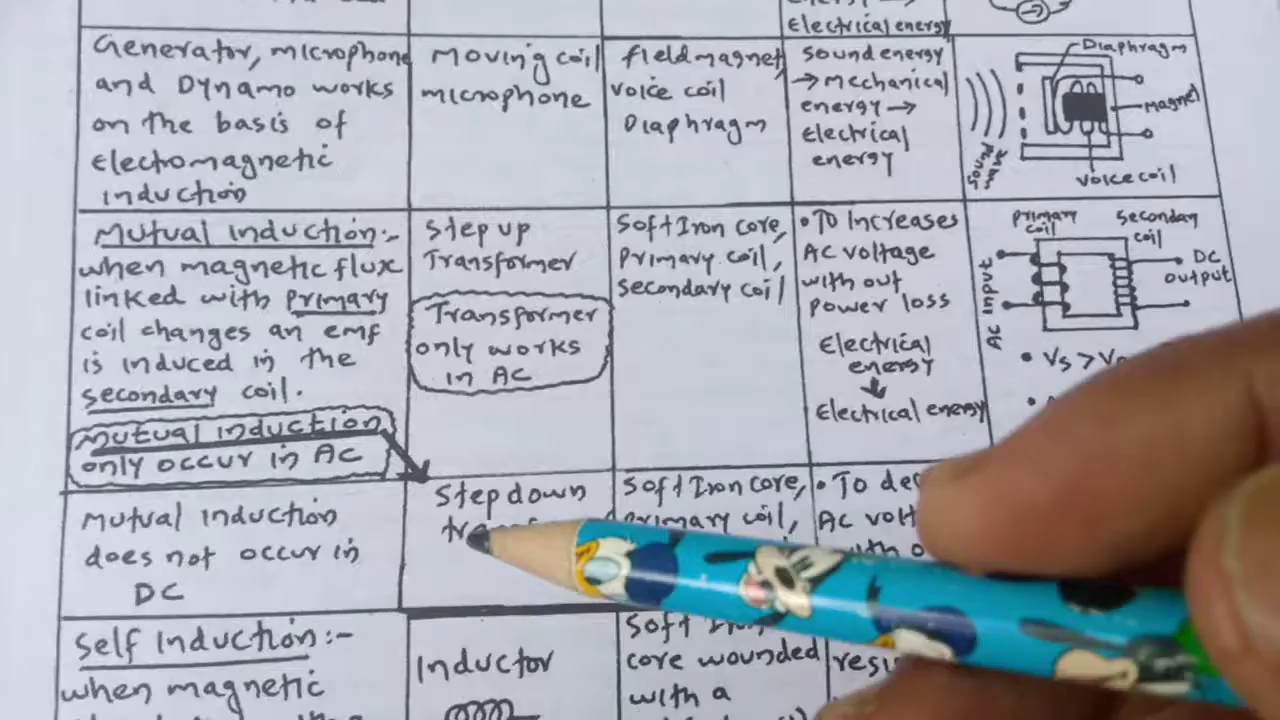 Electrical energy
Generator, microphone
and Dynamo works
on the basis of
Electromagnetic
induction
Moving coil
microphone
field magnet,
voice coil
Diaphragm
sound energy
→ mechanical
energy →
Electrical
energy
Diaphragm
Magnet
voice coil
Sound
Mutual induction:-
when magnetic flux
linked with primary
coil changes an emf
is induced in the
secondary coil.
Mutual induction
only occur in AC
Step up
Transformer
Transformer
only works
in AC
Soft Iron core,
primary coil,
secondary coil
• To Increases
AC voltage
with out
power loss
Electrical
energy
↓
Electrical energy
primary
coil
secondary
coil
AC input
DC
output
Mutual induction
does not occur in
DC
Step down
Soft Iron core,
primary coil,
• To
AC
Self induction:-
when magnetic
Inductor
Soft
core wounded
with a